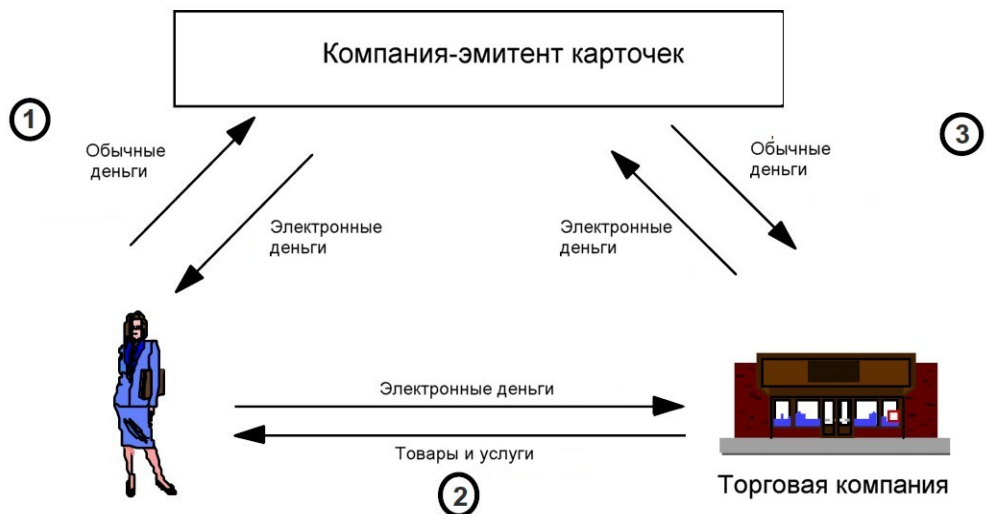 Компания-эмитент карточек
1
Обычные
деньги
Электронные
деньги
Электронные
деньги
Обычные
деньги
3
Электронные деньги
Товары и услуги
2
Торговая компания